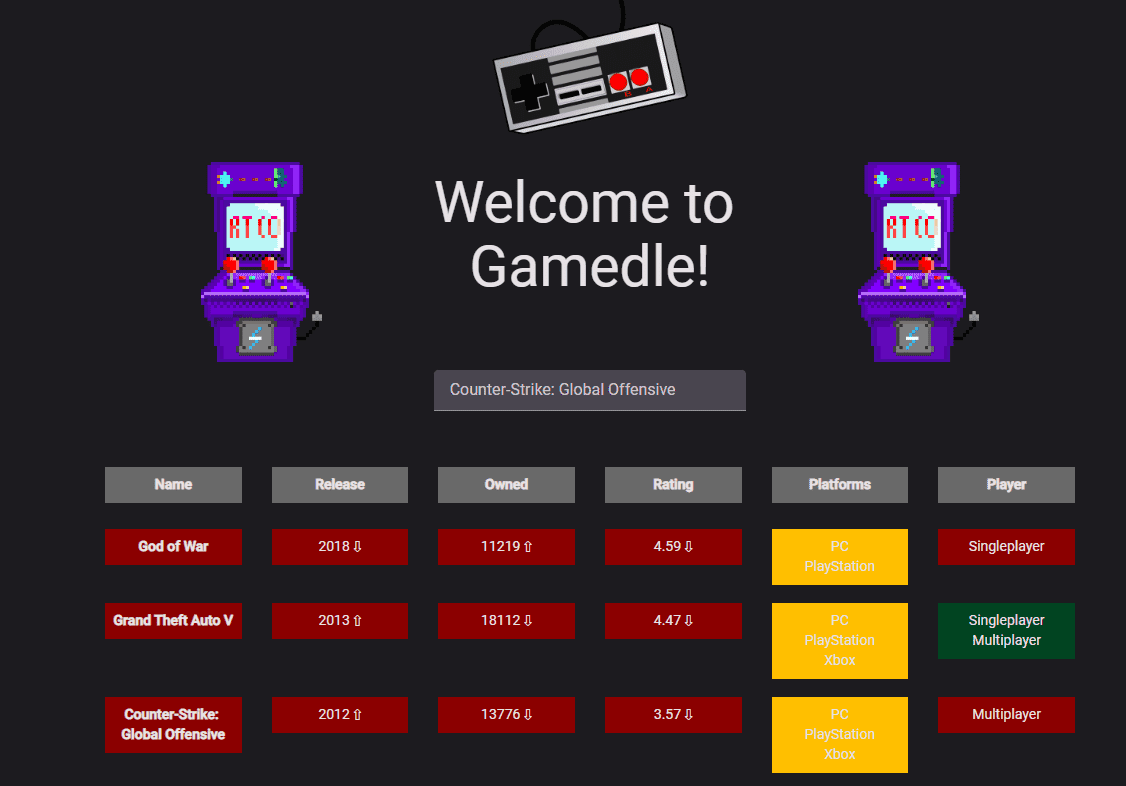 RTCC
RTCC
Welcome to
Gamedle!
Counter-Strike: Global Offensive
Name Release Owned Rating Platforms Player
God of War 2018 ⇩ 11219 ⇧ 4.59 ⇩ PC Singleplayer
PlayStation
Grand Theft Auto V 2013 ⇧ 18112 ⇩ 4.47 ⇩ PC Singleplayer
PlayStation Multiplayer
Xbox
Counter-Strike: 2012 ⇧ 13776 ⇩ 3.57 ⇩ PC Multiplayer
Global Offensive PlayStation
Xbox